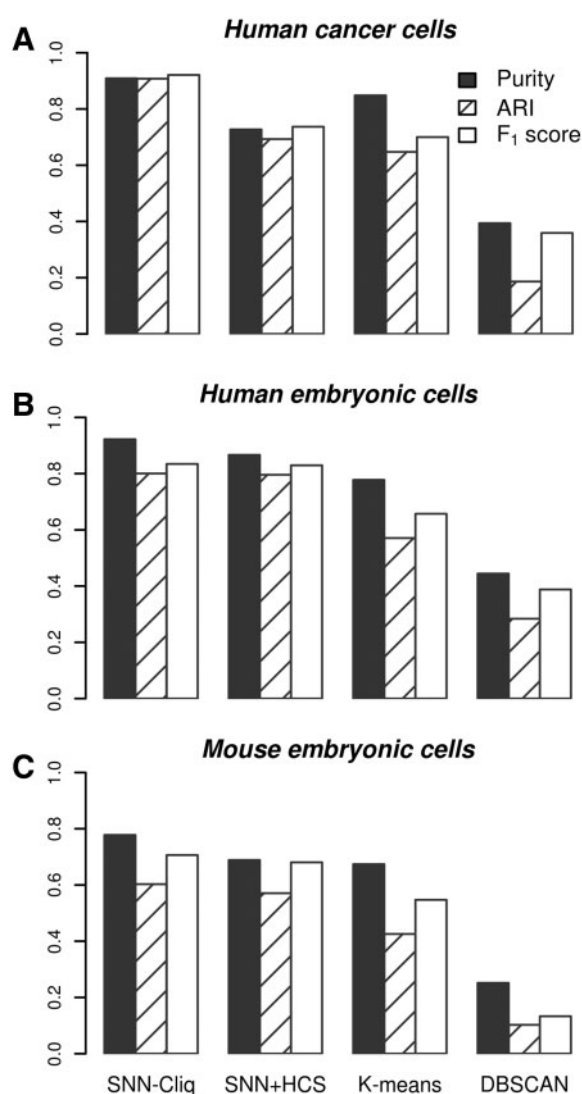 A
Human cancer cells
Purity
ARI
F₁ score
1.0
0.8
0.6
0.4
0.2
0.0
B
Human embryonic cells
1.0
0.8
0.6
0.4
0.2
0.0
C
Mouse embryonic cells
1.0
0.8
0.6
0.4
0.2
0.0
SNN-Cliq SNN+HCS K-means DBSCAN